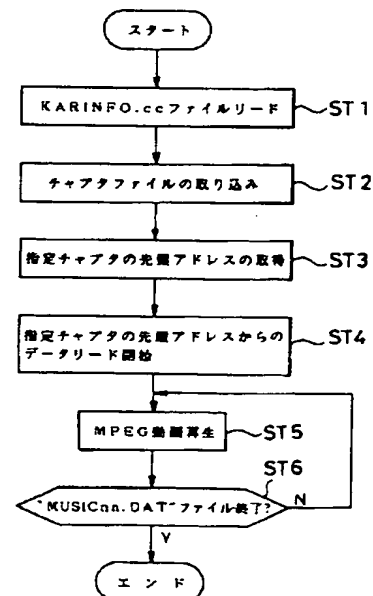 スタート
KARINFO.ccファイルリード
ST1
チャプタファイルの取り込み
ST2
指定チャプタの先頭アドレスの取得
ST3
指定チャプタの先頭アドレスからの
データリード開始
ST4
MPEG動画再生
ST5
ST6
"MUSICnn.DAT"ファイル終了?
N
Y
エンド